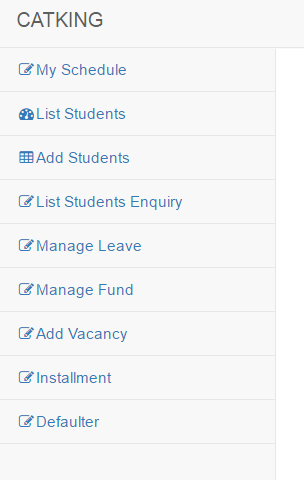 CATKING
My Schedule
List Students
Add Students
List Students Enquiry
Manage Leave
Manage Fund
Add Vacancy
Installment
Defaulter